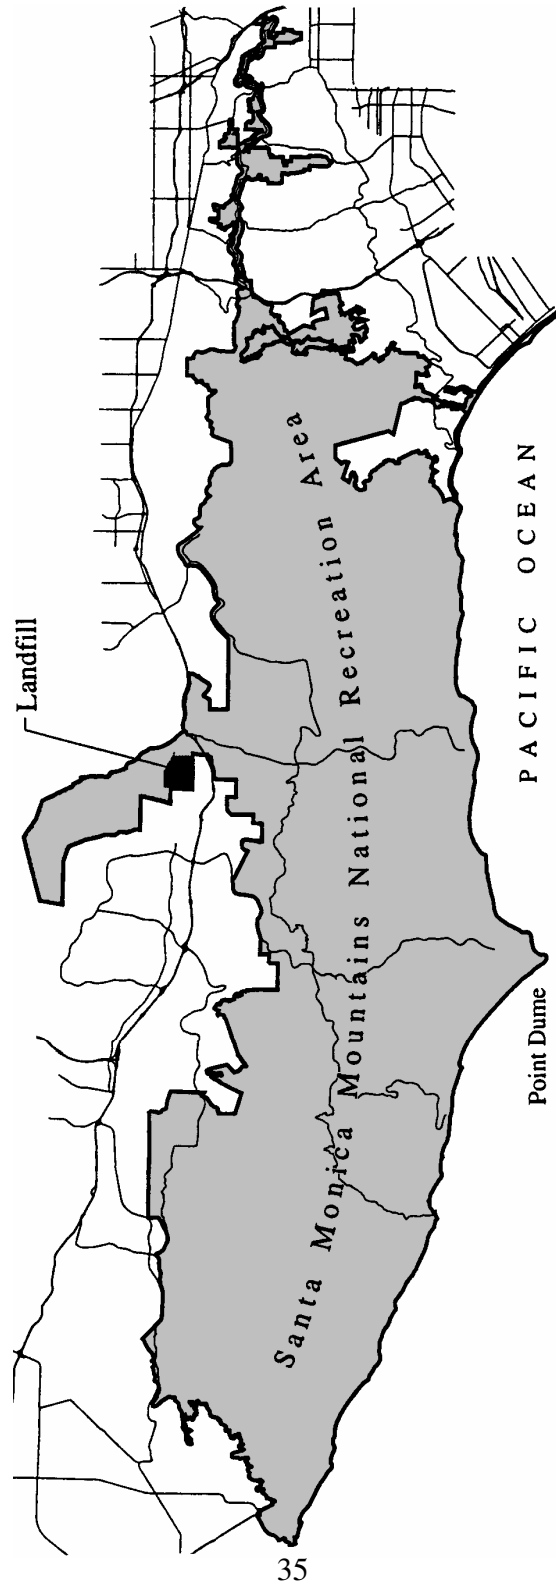 Landfill
Santa Monica Mountains National Recreation Area
PACIFIC OCEAN
Point Dume
35